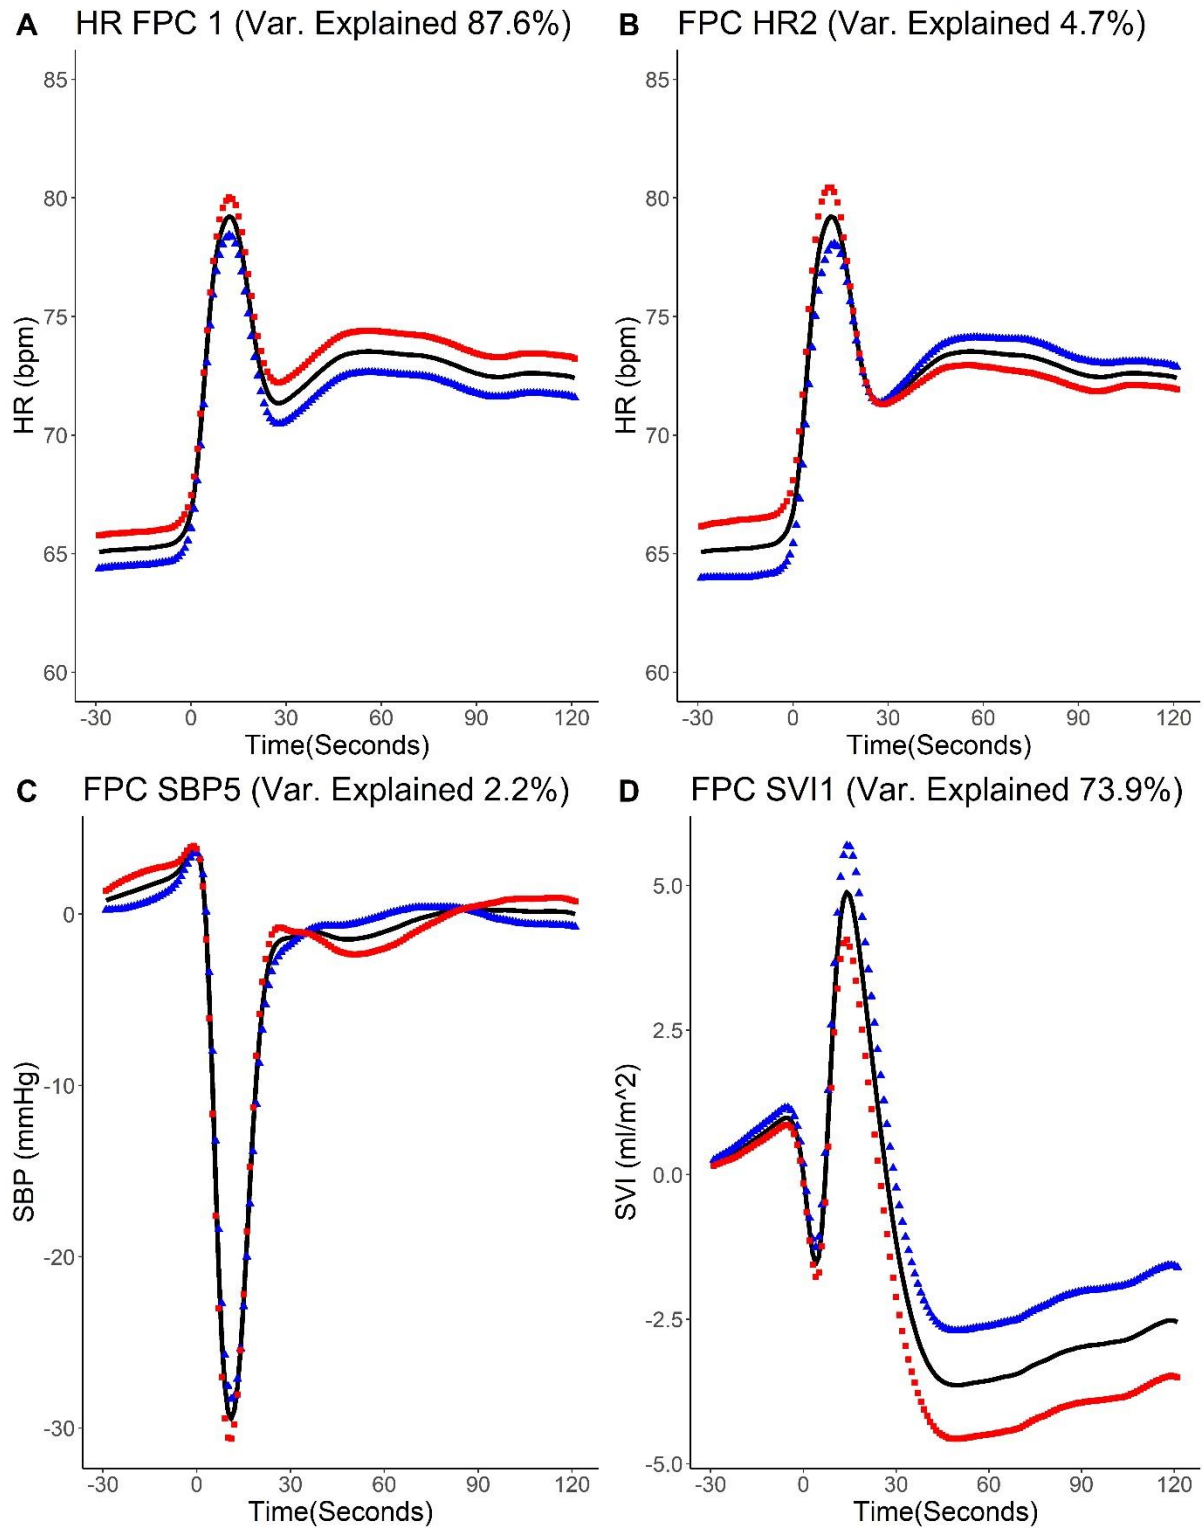 A HR FPC 1 (Var. Explained 87.6%)
85
80
75
70
65
60
HR (bpm)
-30 0 30 60 90 120
Time(Seconds)
B FPC HR2 (Var. Explained 4.7%)
85
80
75
70
65
60
HR (bpm)
-30 0 30 60 90 120
Time(Seconds)
C FPC SBP5 (Var. Explained 2.2%)
0
-10
-20
-30
SBP (mmHg)
-30 0 30 60 90 120
Time(Seconds)
D FPC SVI1 (Var. Explained 73.9%)
5.0
2.5
0.0
-2.5
-5.0
SVI (ml/m^2)
-30 0 30 60 90 120
Time(Seconds)